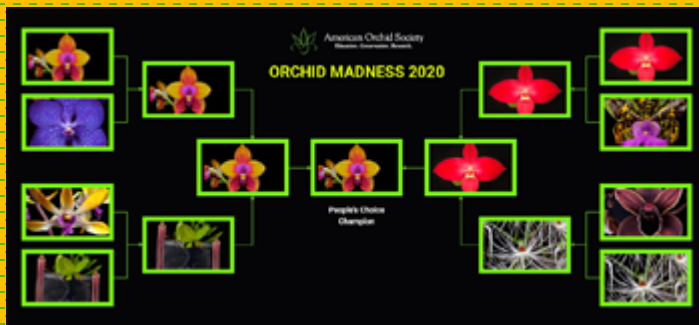 American Orchid Society
Education. Conservation. Research.
ORCHID MADNESS 2020
People's Choice
Champion